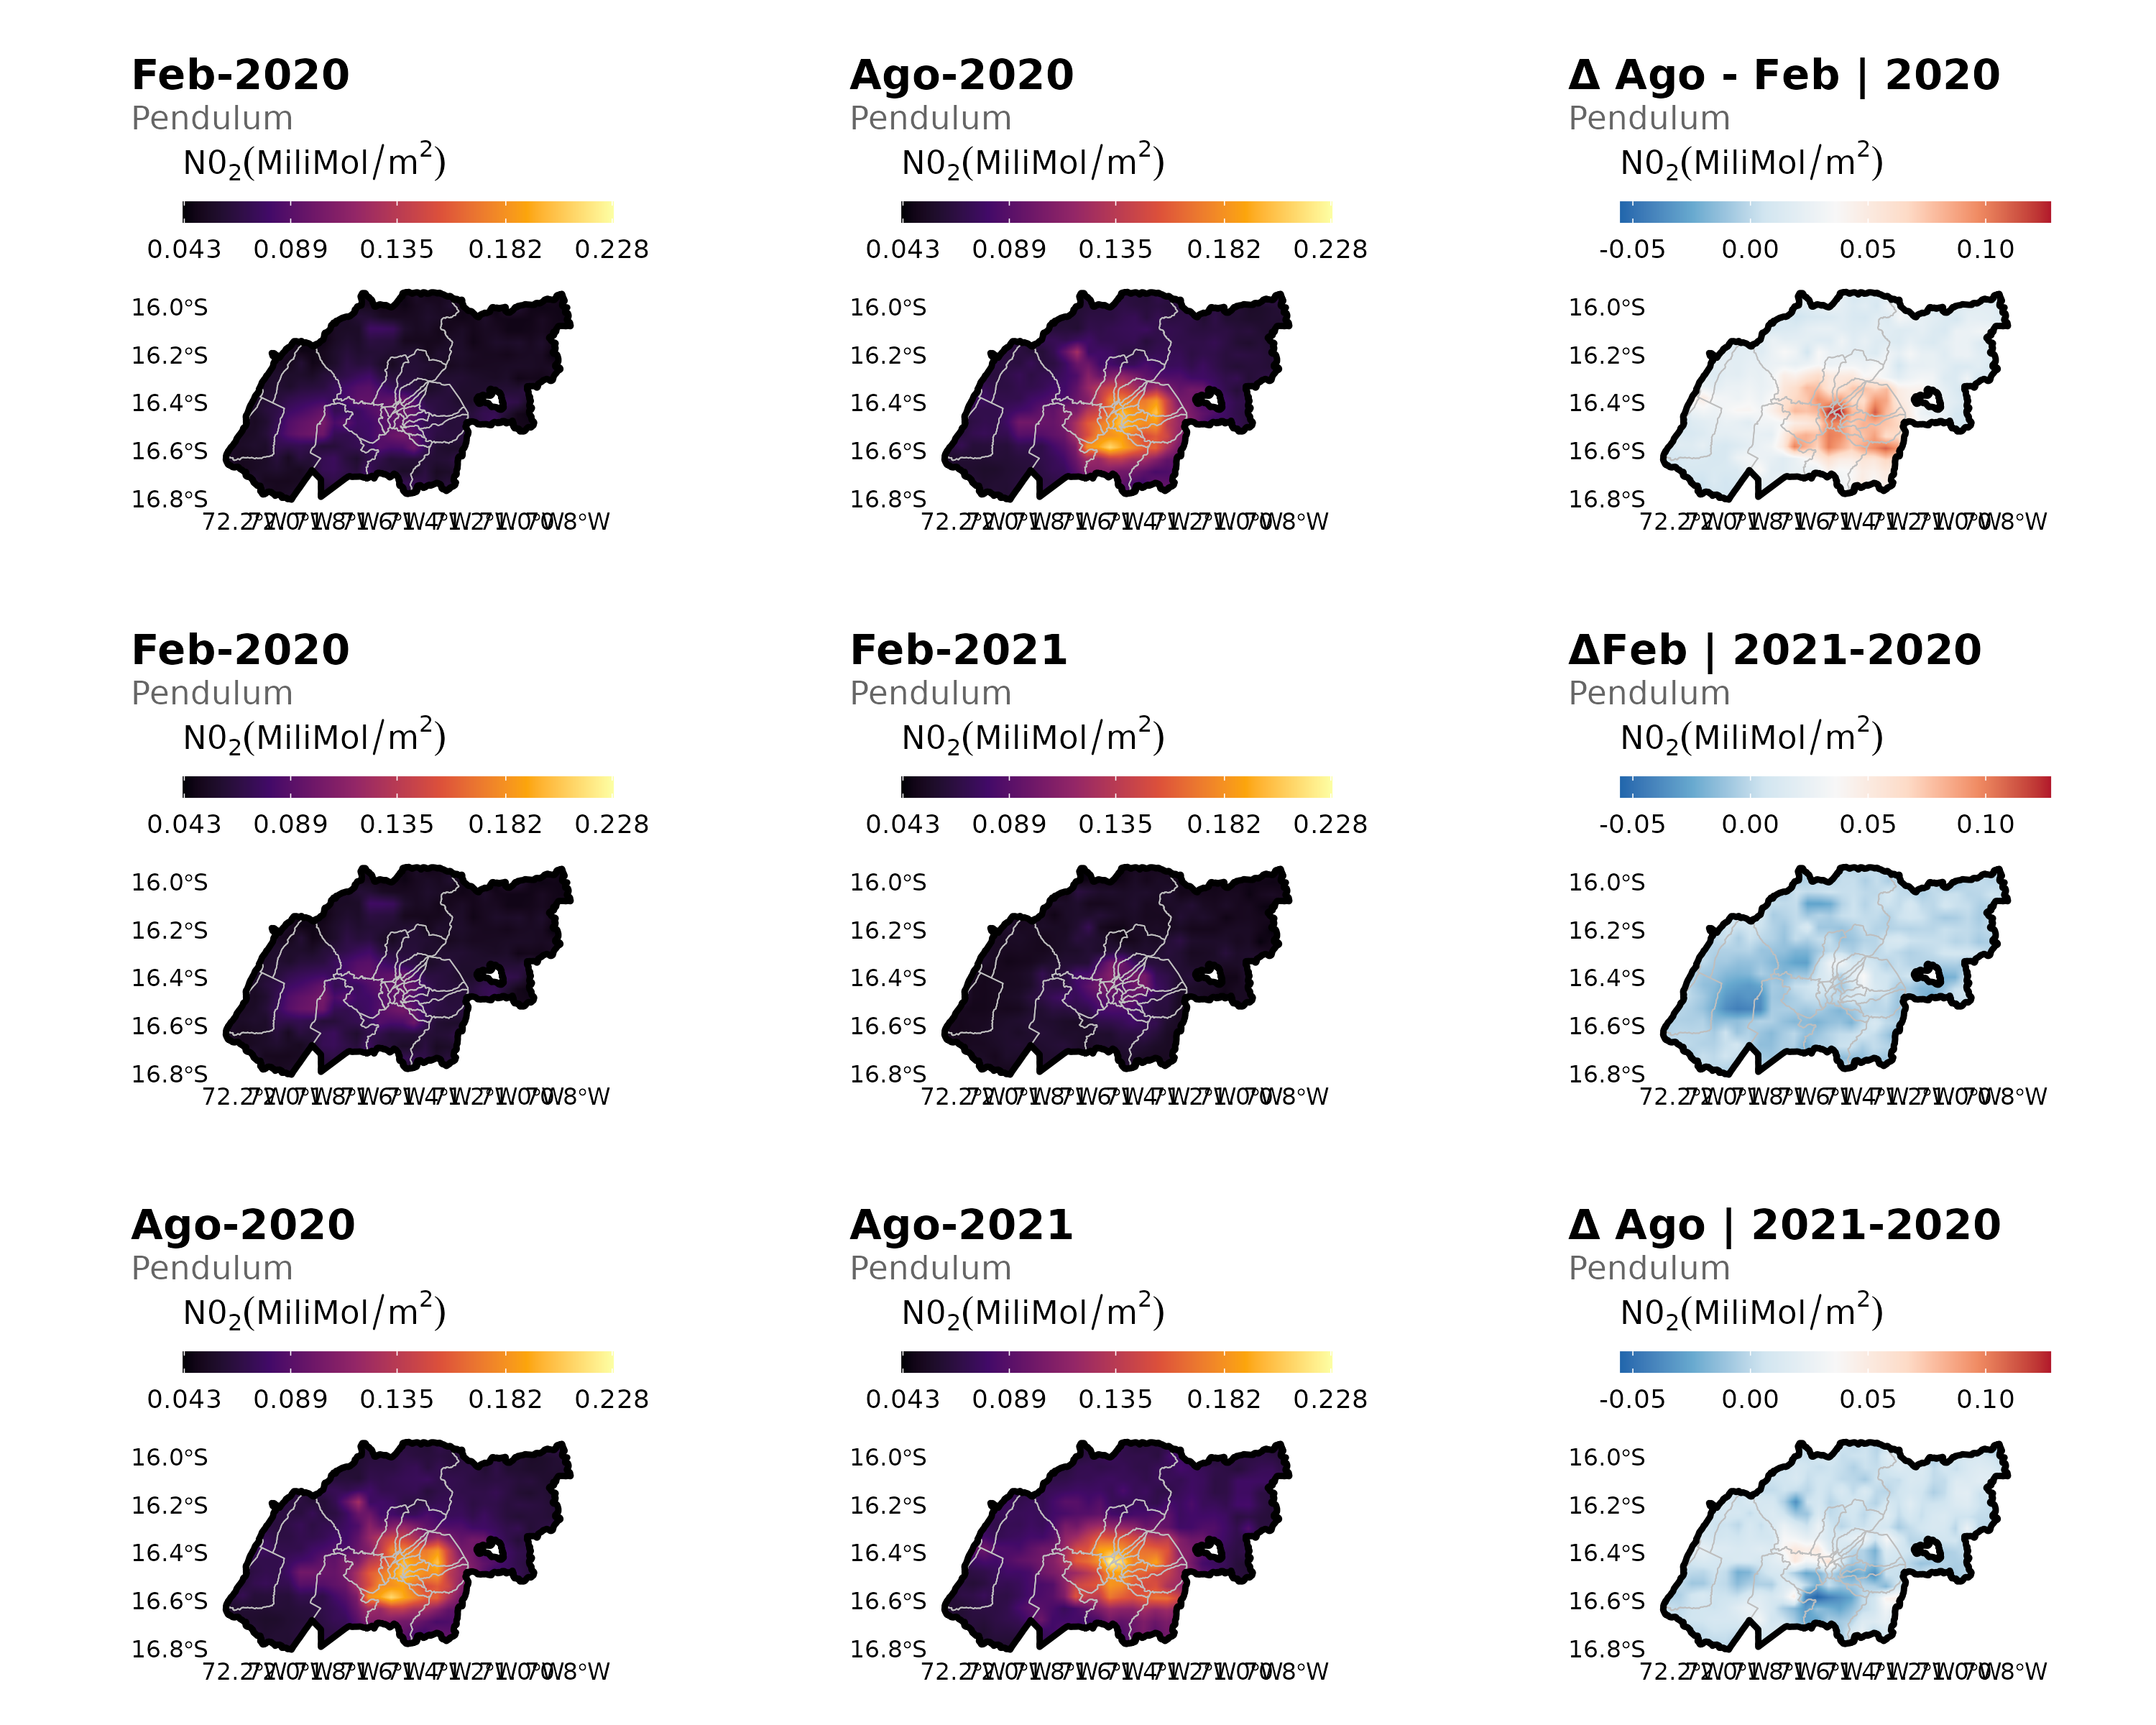 Feb-2020
Pendulum
N0₂(MiliMol/m²)
0.043 0.089 0.135 0.182 0.228
16.0°S
16.2°S
16.4°S
16.6°S
16.8°S
72.2°W 72.0°W 71.8°W 71.6°W 71.4°W 71.2°W 71.0°W 70.8°W
Ago-2020
Pendulum
N0₂(MiliMol/m²)
0.043 0.089 0.135 0.182 0.228
16.0°S
16.2°S
16.4°S
16.6°S
16.8°S
72.2°W 72.0°W 71.8°W 71.6°W 71.4°W 71.2°W 71.0°W 70.8°W
Δ Ago - Feb | 2020
Pendulum
N0₂(MiliMol/m²)
-0.05 0.00 0.05 0.10
16.0°S
16.2°S
16.4°S
16.6°S
16.8°S
72.2°W 72.0°W 71.8°W 71.6°W 71.4°W 71.2°W 71.0°W 70.8°W
Feb-2020
Pendulum
N0₂(MiliMol/m²)
0.043 0.089 0.135 0.182 0.228
16.0°S
16.2°S
16.4°S
16.6°S
16.8°S
72.2°W 72.0°W 71.8°W 71.6°W 71.4°W 71.2°W 71.0°W 70.8°W
Feb-2021
Pendulum
N0₂(MiliMol/m²)
0.043 0.089 0.135 0.182 0.228
16.0°S
16.2°S
16.4°S
16.6°S
16.8°S
72.2°W 72.0°W 71.8°W 71.6°W 71.4°W 71.2°W 71.0°W 70.8°W
ΔFeb | 2021-2020
Pendulum
N0₂(MiliMol/m²)
-0.05 0.00 0.05 0.10
16.0°S
16.2°S
16.4°S
16.6°S
16.8°S
72.2°W 72.0°W 71.8°W 71.6°W 71.4°W 71.2°W 71.0°W 70.8°W
Ago-2020
Pendulum
N0₂(MiliMol/m²)
0.043 0.089 0.135 0.182 0.228
16.0°S
16.2°S
16.4°S
16.6°S
16.8°S
72.2°W 72.0°W 71.8°W 71.6°W 71.4°W 71.2°W 71.0°W 70.8°W
Ago-2021
Pendulum
N0₂(MiliMol/m²)
0.043 0.089 0.135 0.182 0.228
16.0°S
16.2°S
16.4°S
16.6°S
16.8°S
72.2°W 72.0°W 71.8°W 71.6°W 71.4°W 71.2°W 71.0°W 70.8°W
Δ Ago | 2021-2020
Pendulum
N0₂(MiliMol/m²)
-0.05 0.00 0.05 0.10
16.0°S
16.2°S
16.4°S
16.6°S
16.8°S
72.2°W 72.0°W 71.8°W 71.6°W 71.4°W 71.2°W 71.0°W 70.8°W